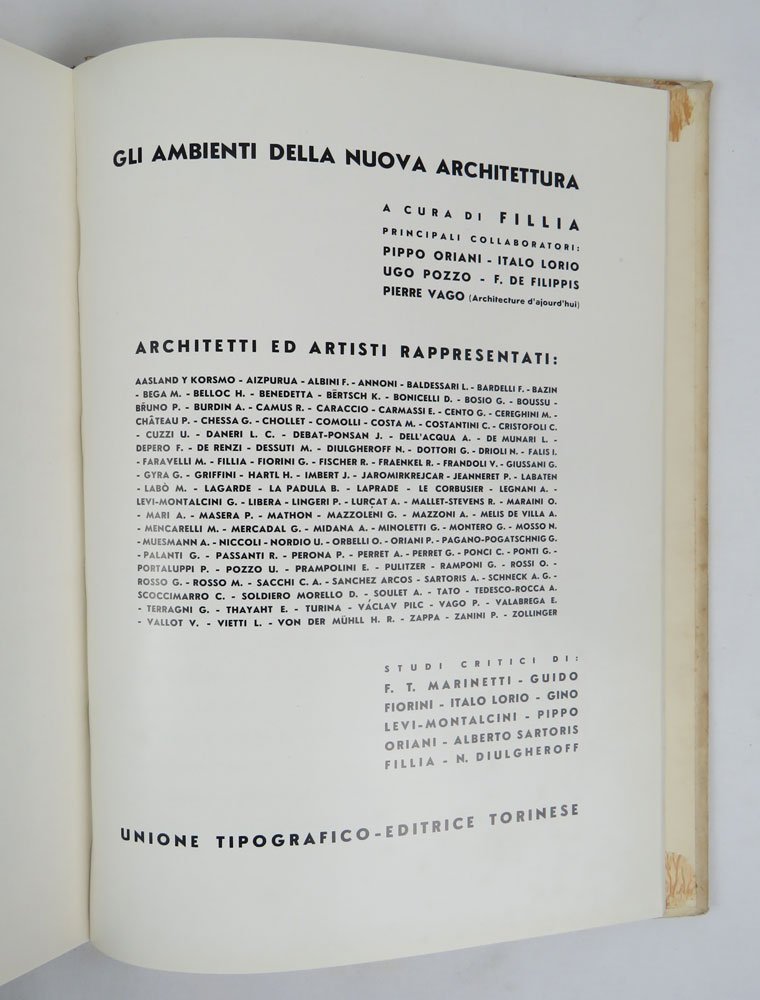 GLI AMBIENTI DELLA NUOVA ARCHITETTURA
A CURA DI FILLIA
PRINCIPALI COLLABORATORI:
PIPPO ORIANI - ITALO LORIO
UGO POZZO - F. DE FILIPPIS
PIERRE VAGO (Architecture d'ajourd'hui)
ARCHITETTI ED ARTISTI RAPPRESENTATI:
AASLAND Y KORSMO - AIZPURUA - ALBINI F. - ANNONI - BALDESSARI L. - BARDELLI F. - BAZIN
- BEGA M. - BELLOC H. - BENEDETTA - BËRTSCH K. - BONICELLI D. - BOSIO G. - BOUSSU -
BRUNO P. - BURDIN A. - CAMUS R. - CARACCIO - CARMASSI E. - CENTO G. - CEREGHINI M. -
CHÂTEAU P. - CHESSA G. - CHOLLET - COMOLLI - COSTA M. - COSTANTINI C. - CRISTOFOLI C.
- CUZZI U. - DANERI L. C. - DEBAT-PONSAN J. - DELL'ACQUA A. - DE MUNARI L. -
DEPERO F. - DE RENZI - DESSUTI M. - DIULGHEROFF N. - DOTTORI G. - DRIOLI N. - FALIS I.
- FARAVELLI M. - FILLIA - FIORINI G. - FISCHER R. - FRAENKEL R. - FRANDOLI V. - GIUSSANI G.
- GYRA G. - GRIFFINI - HARTL H. - IMBERT J. - JAROMIRKREJCAR - JEANNERET P. - LABATEN
- LABÒ M. - LAGARDE - LA PADULA B. - LAPRADE - LE CORBUSIER - LEGNANI A. -
LEVI-MONTALCINI G. - LIBERA - LINGERI P. - LURÇAT A. - MALLET-STEVENS R. - MARAINI O.
- MARI A. - MASERA P. - MATHON - MAZZOLENI G. - MAZZONI A. - MELIS DE VILLA A.
- MENCARELLI M. - MERCADAL G. - MIDANA A. - MINOLETTI G. - MONTERO G. - MOSSO N.
- MUESMANN A. - NICCOLI - NORDIO U. - ORBELLI O. - ORIANI P. - PAGANO-POGATSCHNIG G.
- PALANTI G. - PASSANTI R. - PERONA P. - PERRET A. - PERRET G. - PONCI C. - PONTI G. -
PORTALUPPI P. - POZZO U. - PRAMPOLINI E. - PULITZER - RAMPONI G. - ROSSI O. -
ROSSO G. - ROSSO M. - SACCHI C. A. - SANCHEZ ARCOS - SARTORIS A. - SCHNECK A. G. -
SCOCCIMARRO C. - SOLDIERO MORELLO D. - SOULET A. - TATO - TEDESCO-ROCCA A.
- TERRAGNI G. - THAYAHT E. - TURINA - VÁCLAV PILC - VAGO P. - VALABREGA E.
- VALLOT V. - VIETTI L. - VON DER MÜHLL H. R. - ZAPPA - ZANINI P. - ZOLLINGER
STUDI CRITICI DI:
F. T. MARINETTI - GUIDO
FIORINI - ITALO LORIO - GINO
LEVI-MONTALCINI - PIPPO
ORIANI - ALBERTO SARTORIS
FILLIA - N. DIULGHEROFF
UNIONE TIPOGRAFICO-EDITRICE TORINESE